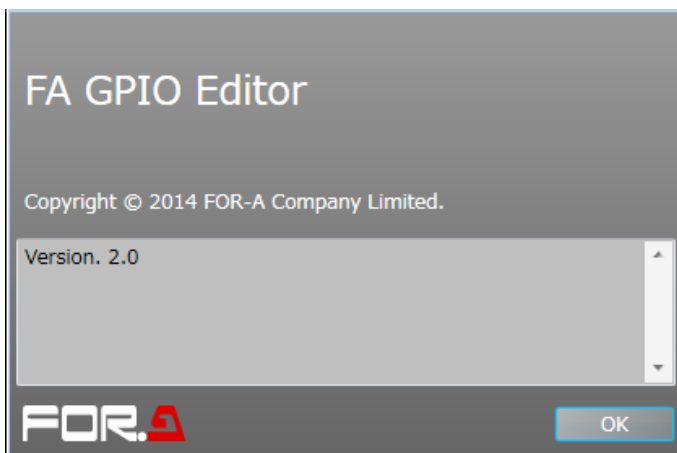 FA GPIO Editor
Copyright © 2014 FOR-A Company Limited.
Version. 2.0
FOR.A
OK